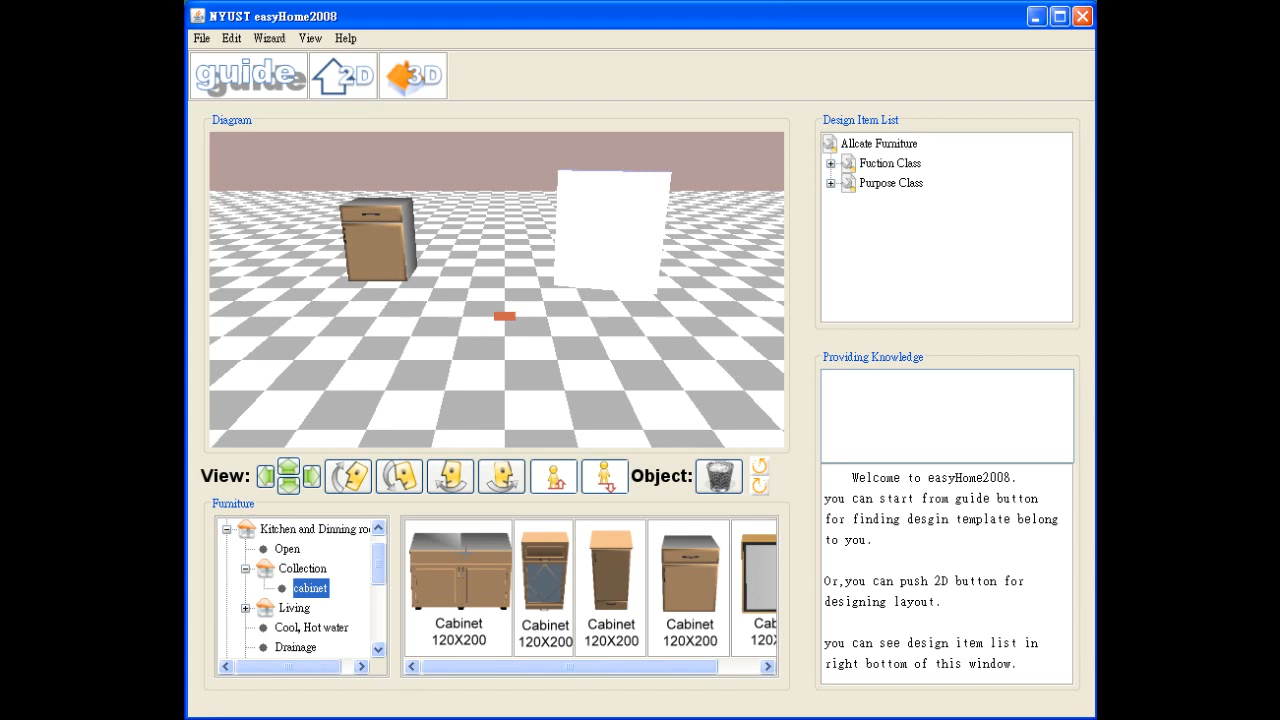 NYUST easyHome2008
File Edit Wizard View Help
guide 2D 3D
Diagram
View: Object:
Furniture
Kitchen and Dinning ro
Open
Collection
cabinet
Living
Cool, Hot water
Drainage
Cabinet
120X200
Cabinet
120X200
Cabinet
120X200
Cabinet
120X200
Cab
120X
Design Item List
Allcate Furniture
Fuction Class
Purpose Class
Providing Knowledge
Welcome to easyHome2008.
you can start from guide button
for finding desgin template belong
to you.
Or,you can push 2D button for
designing layout.
you can see design item list in
right bottom of this window.